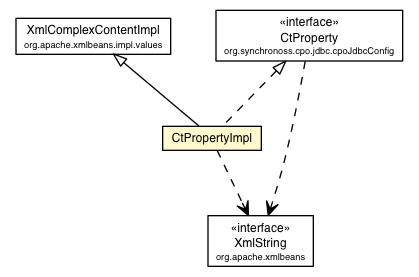 XmlComplexContentImpl
org.apache.xmlbeans.impl.values
«interface»
CtProperty
org.synchronoss.cpo.jdbc.cpoJdbcConfig
CtPropertyImpl
«interface»
XmlString
org.apache.xmlbeans